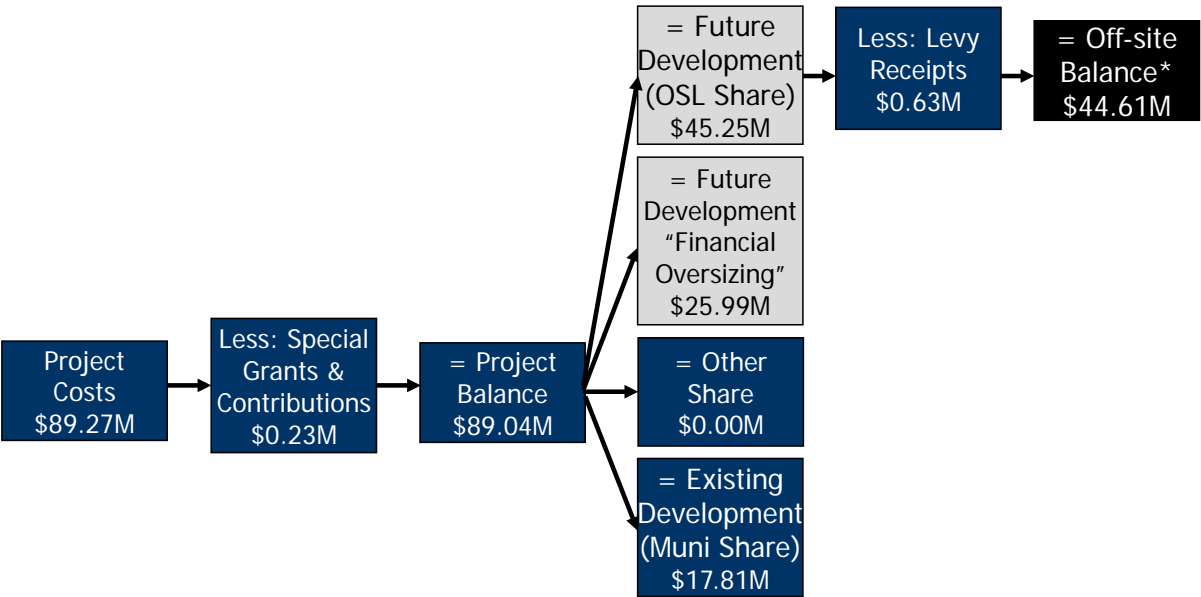 Project
Costs
$89.27M
Less: Special
Grants &
Contributions
$0.23M
= Project
Balance
$89.04M
= Future
Development
(OSL Share)
$45.25M
Less: Levy
Receipts
$0.63M
= Off-site
Balance*
$44.61M
= Future
Development
“Financial
Oversizing”
$25.99M
= Other
Share
$0.00M
= Existing
Development
(Muni Share)
$17.81M